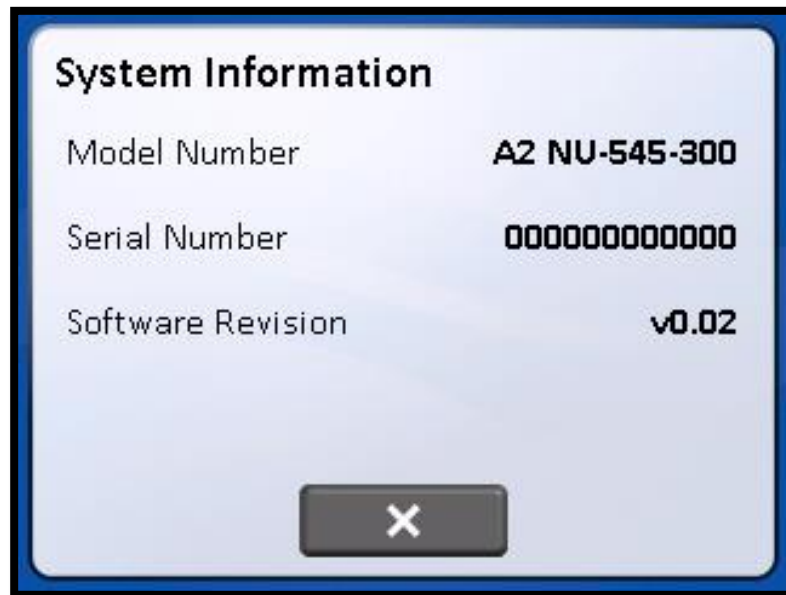 System Information
Model Number A2 NU-545-300
Serial Number 000000000000
Software Revision v0.02